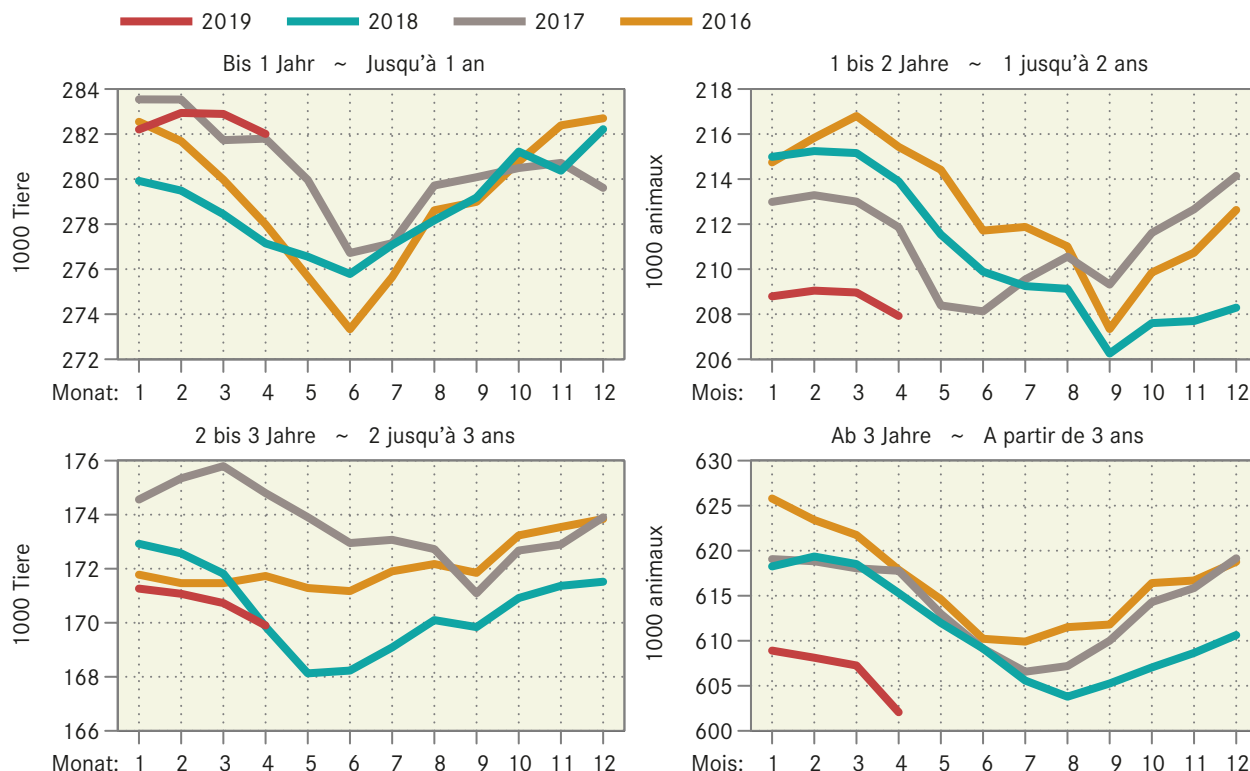 2019 2018 2017 2016
Bis 1 Jahr ~ Jusqu'à 1 an
1000 Tiere
284
282
280
278
276
274
272
Monat: 1 2 3 4 5 6 7 8 9 10 11 12
1 bis 2 Jahre ~ 1 jusqu'à 2 ans
1000 animaux
218
216
214
212
210
208
206
Mois: 1 2 3 4 5 6 7 8 9 10 11 12
2 bis 3 Jahre ~ 2 jusqu'à 3 ans
1000 Tiere
176
174
172
170
168
166
Monat: 1 2 3 4 5 6 7 8 9 10 11 12
Ab 3 Jahre ~ A partir de 3 ans
1000 animaux
630
625
620
615
610
605
600
Mois: 1 2 3 4 5 6 7 8 9 10 11 12